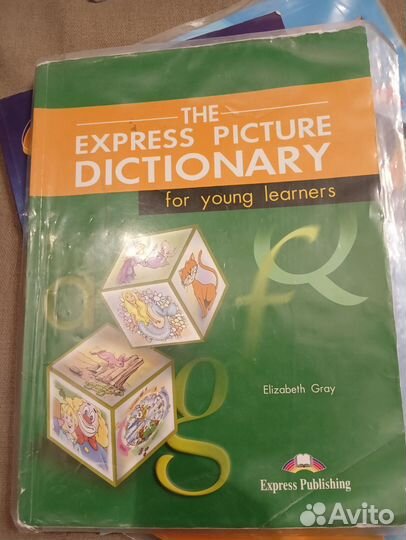 THE
EXPRESS PICTURE
DICTIONARY
for young learners
a
f
Q
g
Elizabeth Gray
Express Publishing
Avito